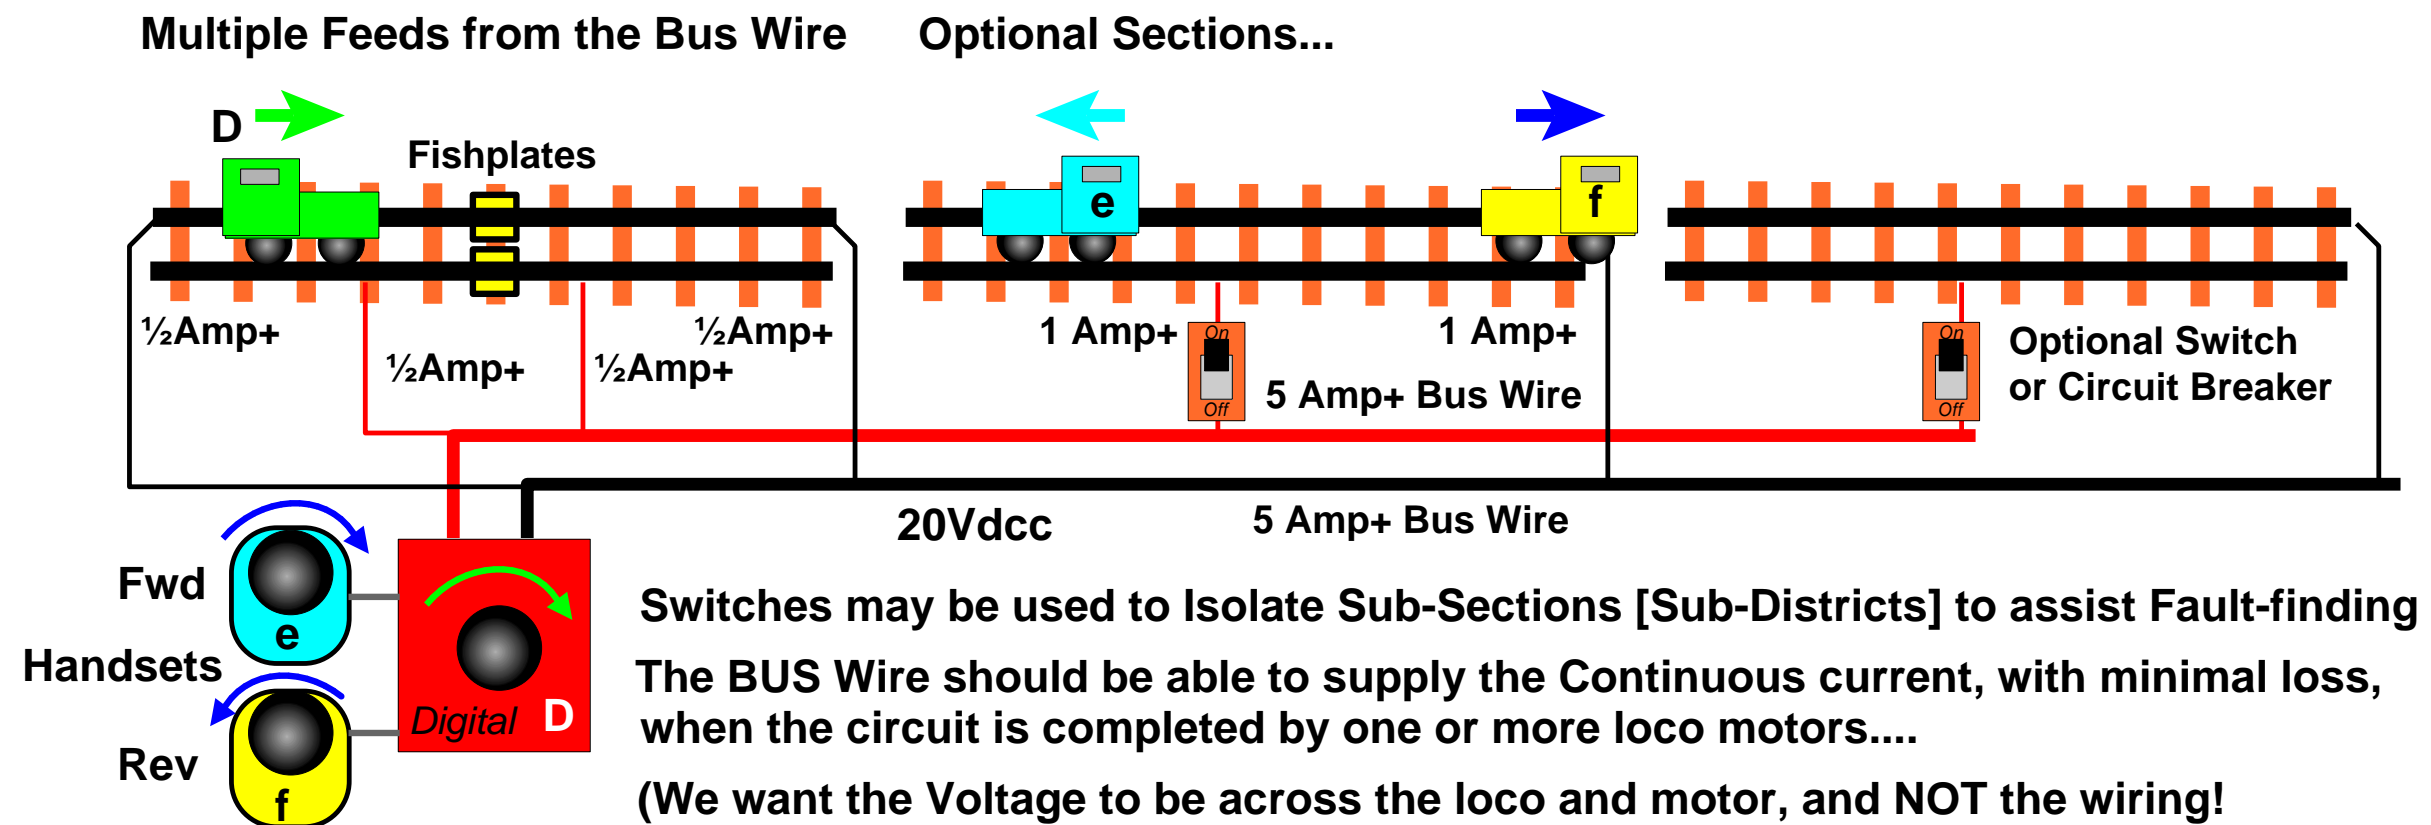 Multiple Feeds from the Bus Wire
Optional Sections...
D
Fishplates
e
f
½Amp+
½Amp+
½Amp+
½Amp+
1 Amp+
1 Amp+
On
Off
5 Amp+ Bus Wire
On
Off
Optional Switch
or Circuit Breaker
20Vdcc
5 Amp+ Bus Wire
Fwd
e
Handsets
Rev
f
Digital D
Switches may be used to Isolate Sub-Sections [Sub-Districts] to assist Fault-finding
The BUS Wire should be able to supply the Continuous current, with minimal loss,
when the circuit is completed by one or more loco motors....
(We want the Voltage to be across the loco and motor, and NOT the wiring!